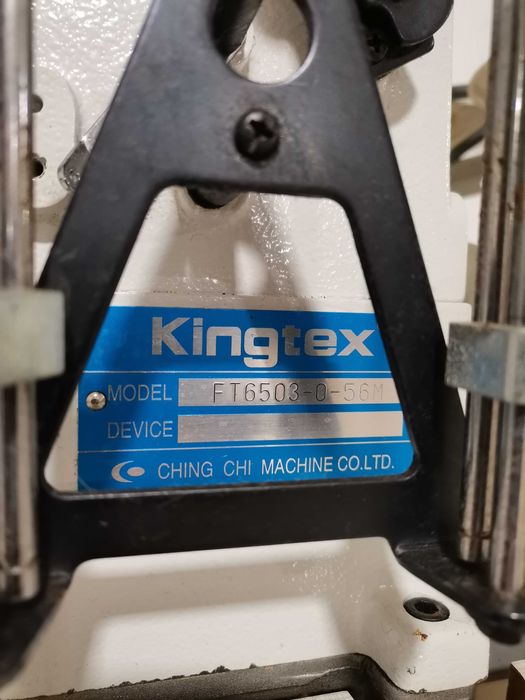 Kingtex
MODEL FT6503-0-56M
DEVICE
CHING CHI MACHINE CO.LTD.